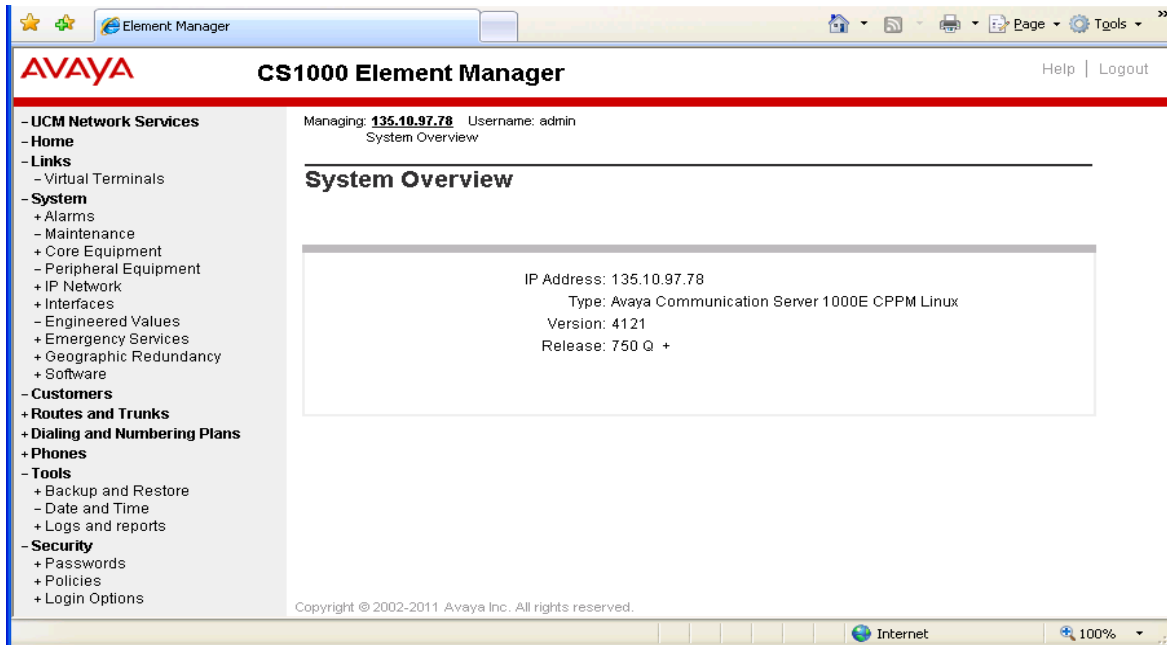 Element Manager
Page
Tools
»
AVAYA
CS1000 Element Manager
Help | Logout
– UCM Network Services
– Home
– Links
– Virtual Terminals
– System
+ Alarms
– Maintenance
+ Core Equipment
– Peripheral Equipment
+ IP Network
+ Interfaces
– Engineered Values
+ Emergency Services
+ Geographic Redundancy
+ Software
– Customers
+ Routes and Trunks
+ Dialing and Numbering Plans
+ Phones
– Tools
+ Backup and Restore
– Date and Time
+ Logs and reports
– Security
+ Passwords
+ Policies
+ Login Options
Managing: 135.10.97.78 Username: admin
System Overview
System Overview
IP Address: 135.10.97.78
Type: Avaya Communication Server 1000E CPPM Linux
Version: 4121
Release: 750 Q +
Copyright © 2002-2011 Avaya Inc. All rights reserved.
Internet
100%